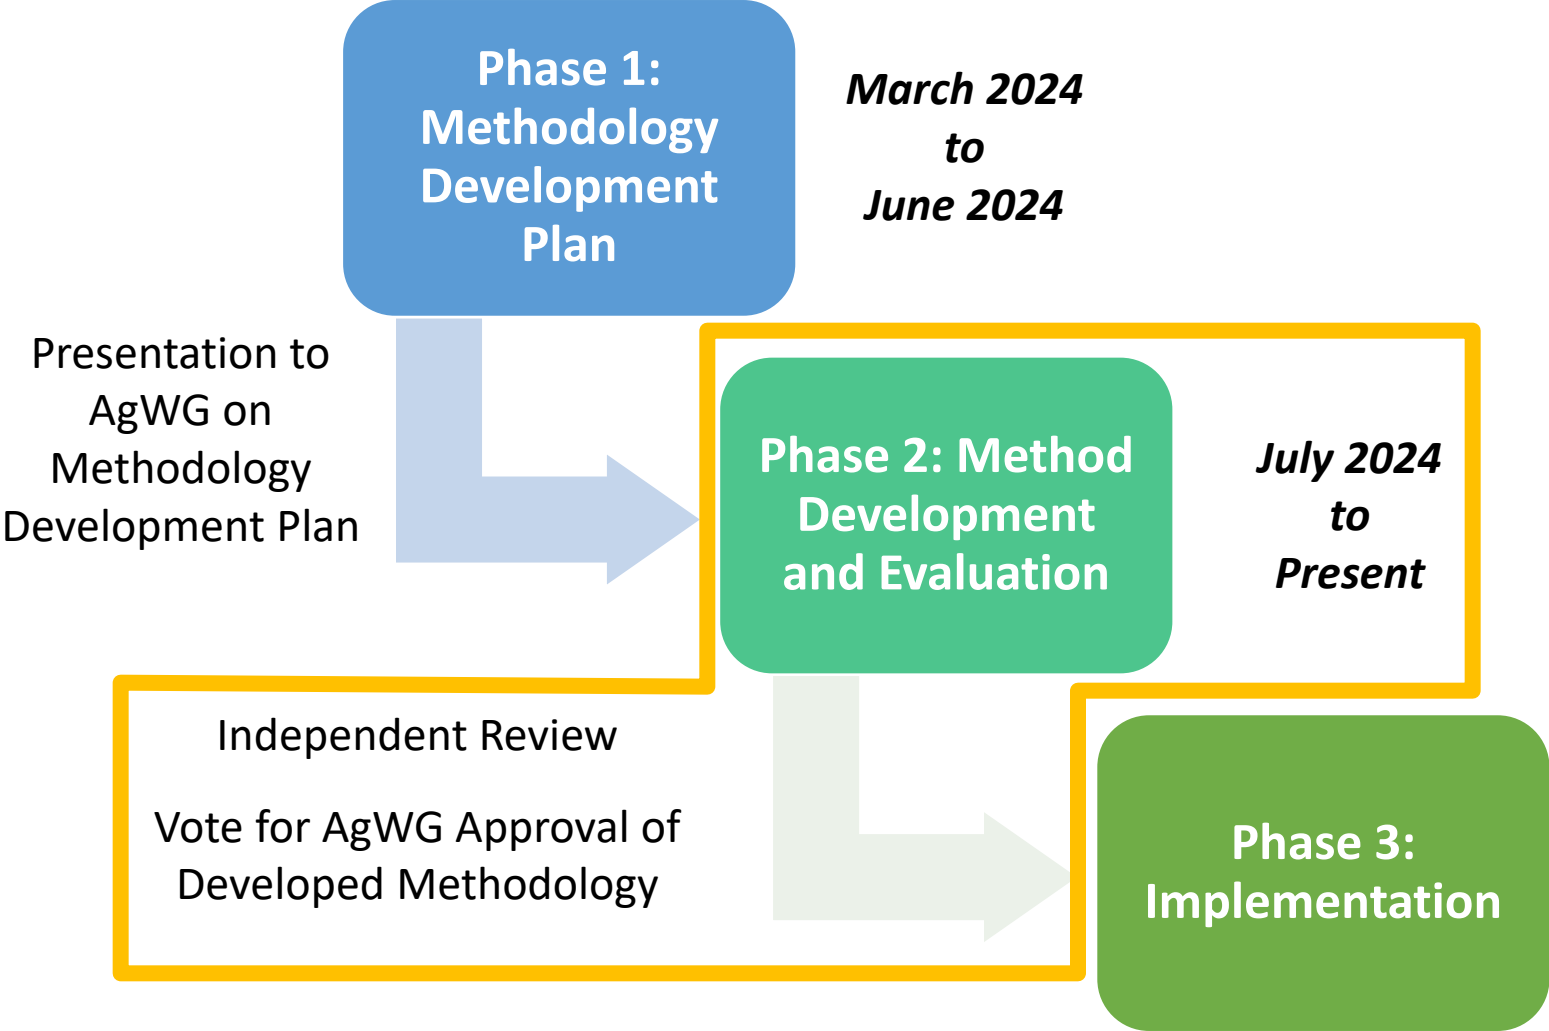 Phase 1:
Methodology
Development
Plan
March 2024
to
June 2024
Presentation to
AgWG on
Methodology
Development Plan
Phase 2: Method
Development
and Evaluation
July 2024
to
Present
Independent Review
Vote for AgWG Approval of
Developed Methodology
Phase 3:
Implementation